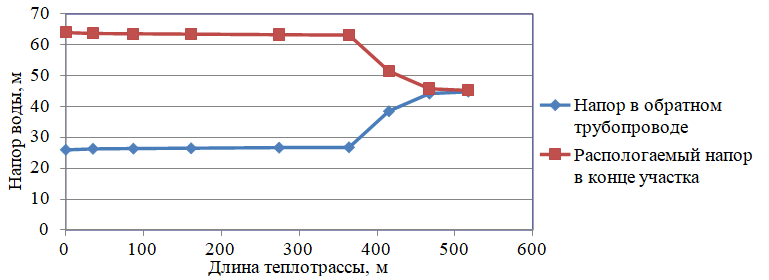 70
60
50
40
30
20
10
0
Напор воды, м
0
100
200
300
400
500
600
Длина теплотрассы, м
Напор в обратном
трубопроводе
Распологаемый напор
в конце участка